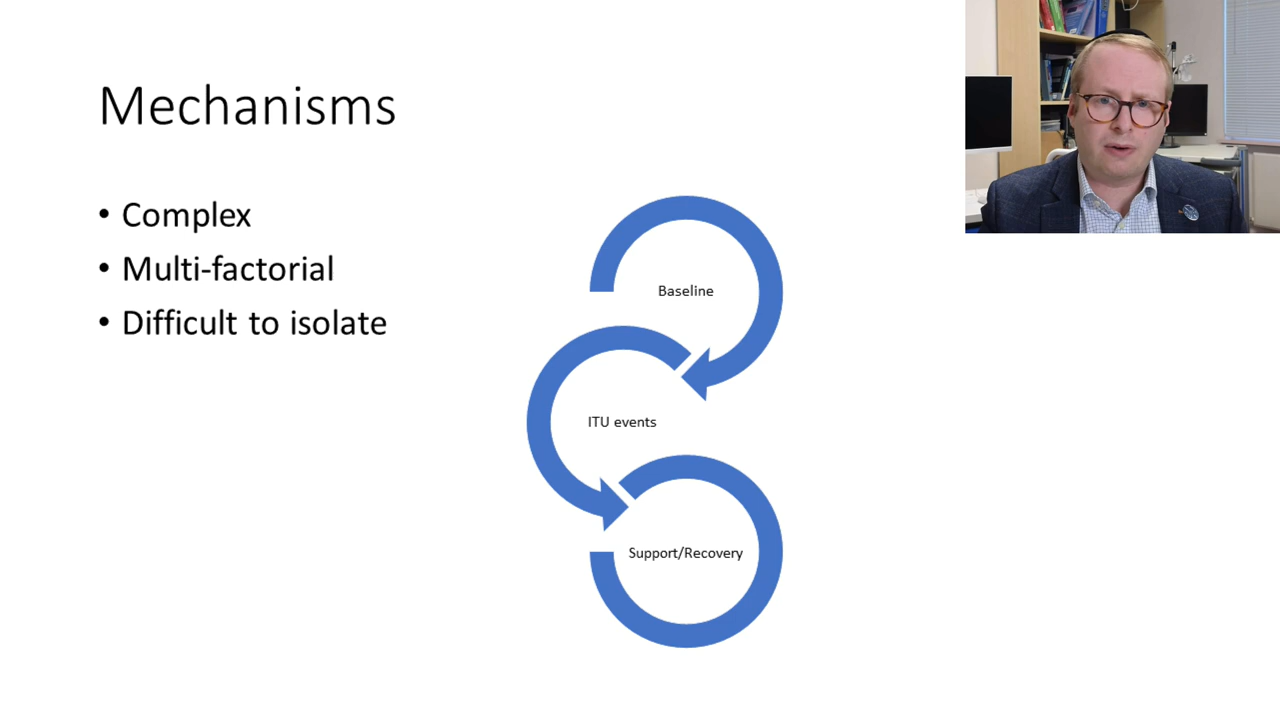 Mechanisms
• Complex
• Multi-factorial
• Difficult to isolate
Baseline
ITU events
Support/Recovery